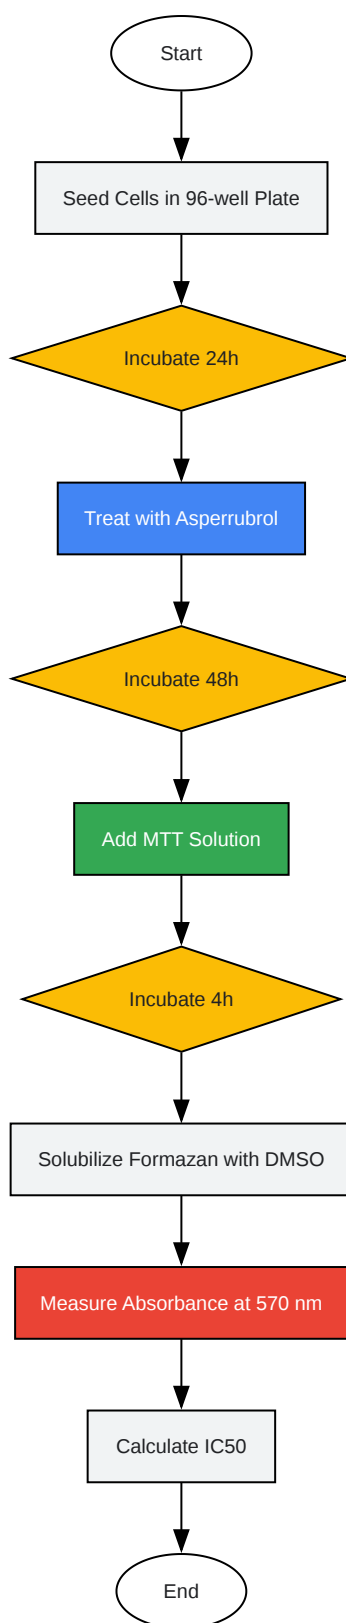 Start
Seed Cells in 96-well Plate
Incubate 24h
Treat with Asperrubrol
Incubate 48h
Add MTT Solution
Incubate 4h
Solubilize Formazan with DMSO
Measure Absorbance at 570 nm
Calculate IC50
End